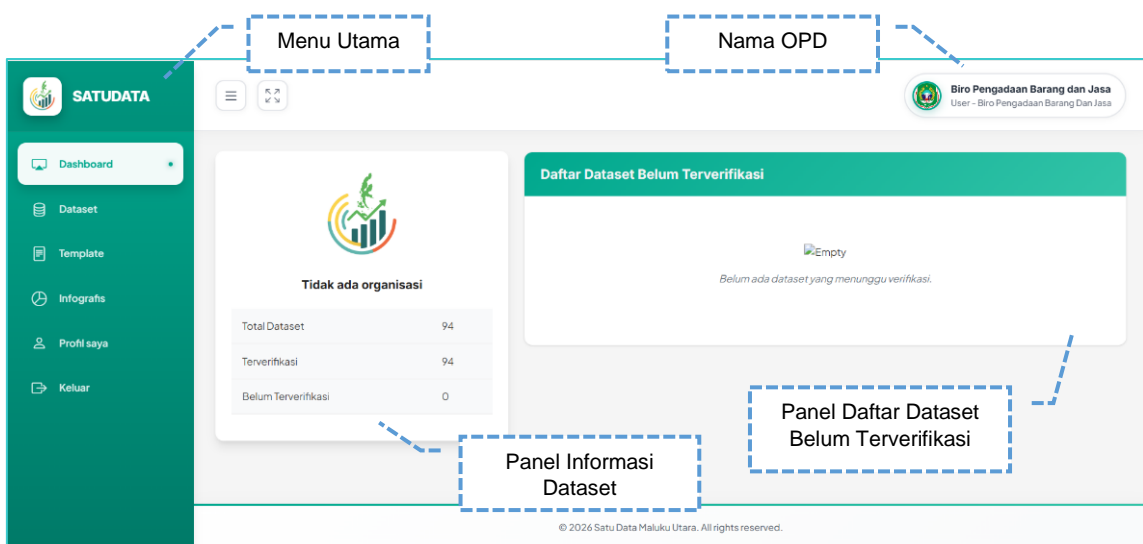 Menu Utama
Nama OPD
SATUDATA
Biro Pengadaan Barang dan Jasa
User - Biro Pengadaan Barang Dan Jasa
Dashboard
Dataset
Template
Infografis
Profil saya
Keluar
Tidak ada organisasi
Total Dataset 94
Terverifikasi 94
Belum Terverifikasi 0
Daftar Dataset Belum Terverifikasi
Empty
Belum ada dataset yang menunggu verifikasi.
Panel Daftar Dataset
Belum Terverifikasi
Panel Informasi
Dataset
© 2026 Satu Data Maluku Utara. All rights reserved.